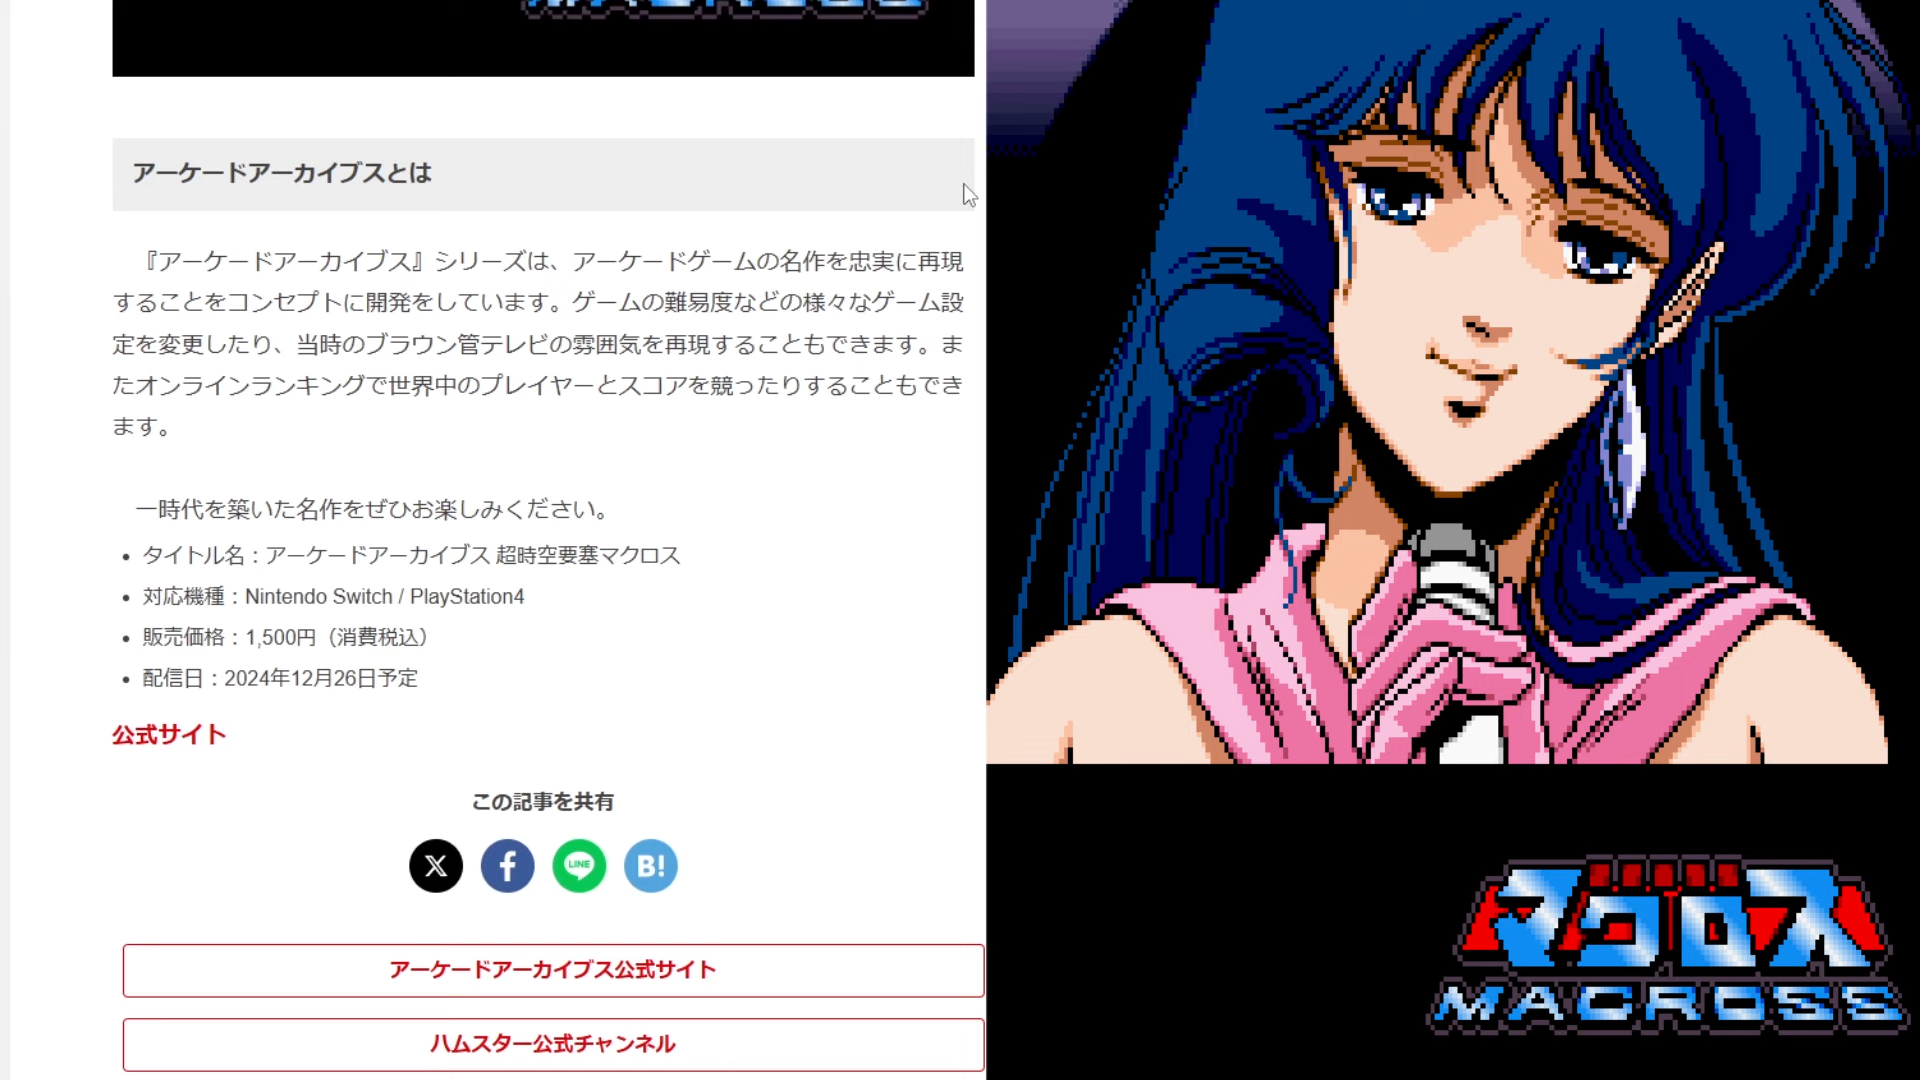 アーケードアーカイブスとは
『アーケードアーカイブス』シリーズは、アーケードゲームの名作を忠実に再現
することをコンセプトに開発をしています。ゲームの難易度などの様々なゲーム設
定を変更したり、当時のブラウン管テレビの雰囲気を再現することもできます。ま
たオンラインランキングで世界中のプレイヤーとスコアを競ったりすることもでき
ます。
一時代を築いた名作をぜひお楽しみください。
タイトル名：アーケードアーカイブス 超時空要塞マクロス
対応機種：Nintendo Switch / PlayStation4
販売価格：1,500円（消費税込）
配信日：2024年12月26日予定
公式サイト
この記事を共有
X f LINE B!
アーケードアーカイブス公式サイト
ハムスター公式チャンネル
マクロス
MACROSS